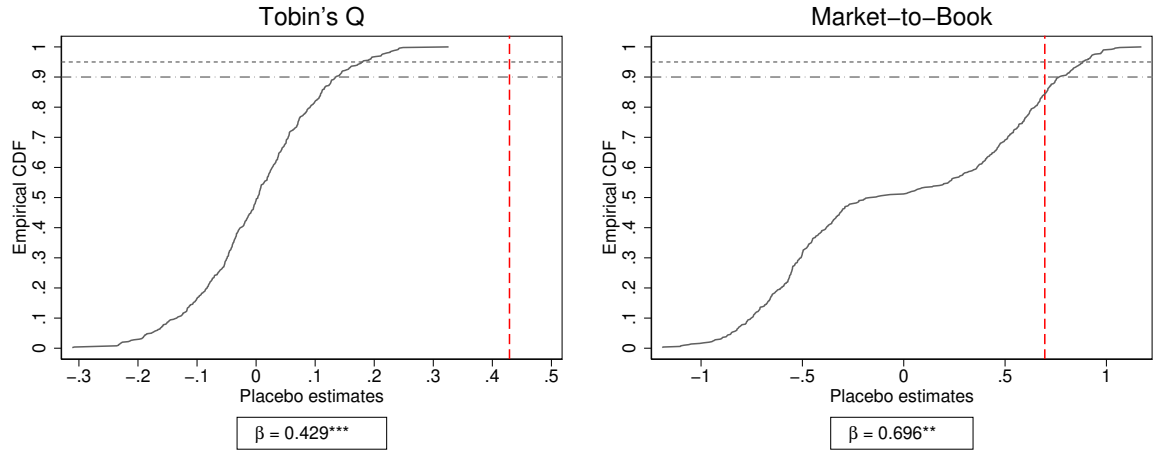 Tobin's Q
Empirical CDF
0 .1 .2 .3 .4 .5 .6 .7 .8 .9 1
−.3 −.2 −.1 0 .1 .2 .3 .4 .5
Placebo estimates
β = 0.429***
Market−to−Book
Empirical CDF
0 .1 .2 .3 .4 .5 .6 .7 .8 .9 1
−1 −.5 0 .5 1
Placebo estimates
β = 0.696**